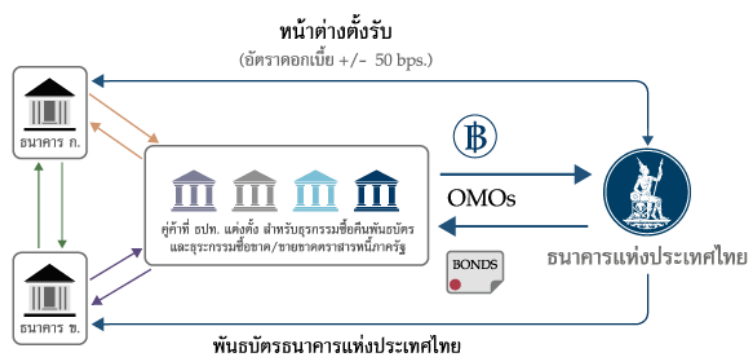 หน้าต่างตั้งรับ
(อัตราดอกเบี้ย +/- 50 bps.)
ธนาคาร ก.
฿
OMOs
คู่ค้าที่ ธปท. แต่งตั้ง สำหรับธุรกรรมซื้อคืนพันธบัตร
และธุระกรรมซื้อขาด/ขายขาดตราสารหนี้ภาครัฐ
BONDS
ธนาคารแห่งประเทศไทย
ธนาคาร ข.
พันธบัตรธนาคารแห่งประเทศไทย